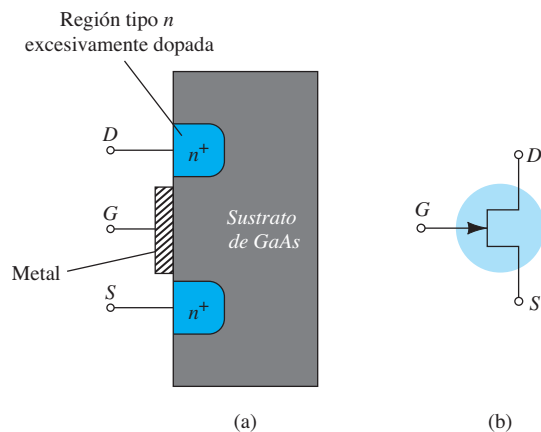 Región tipo n
excesivamente dopada
D
n+
G
Sustrato
de GaAs
Metal
S
n+
(a)
D
G
S
(b)